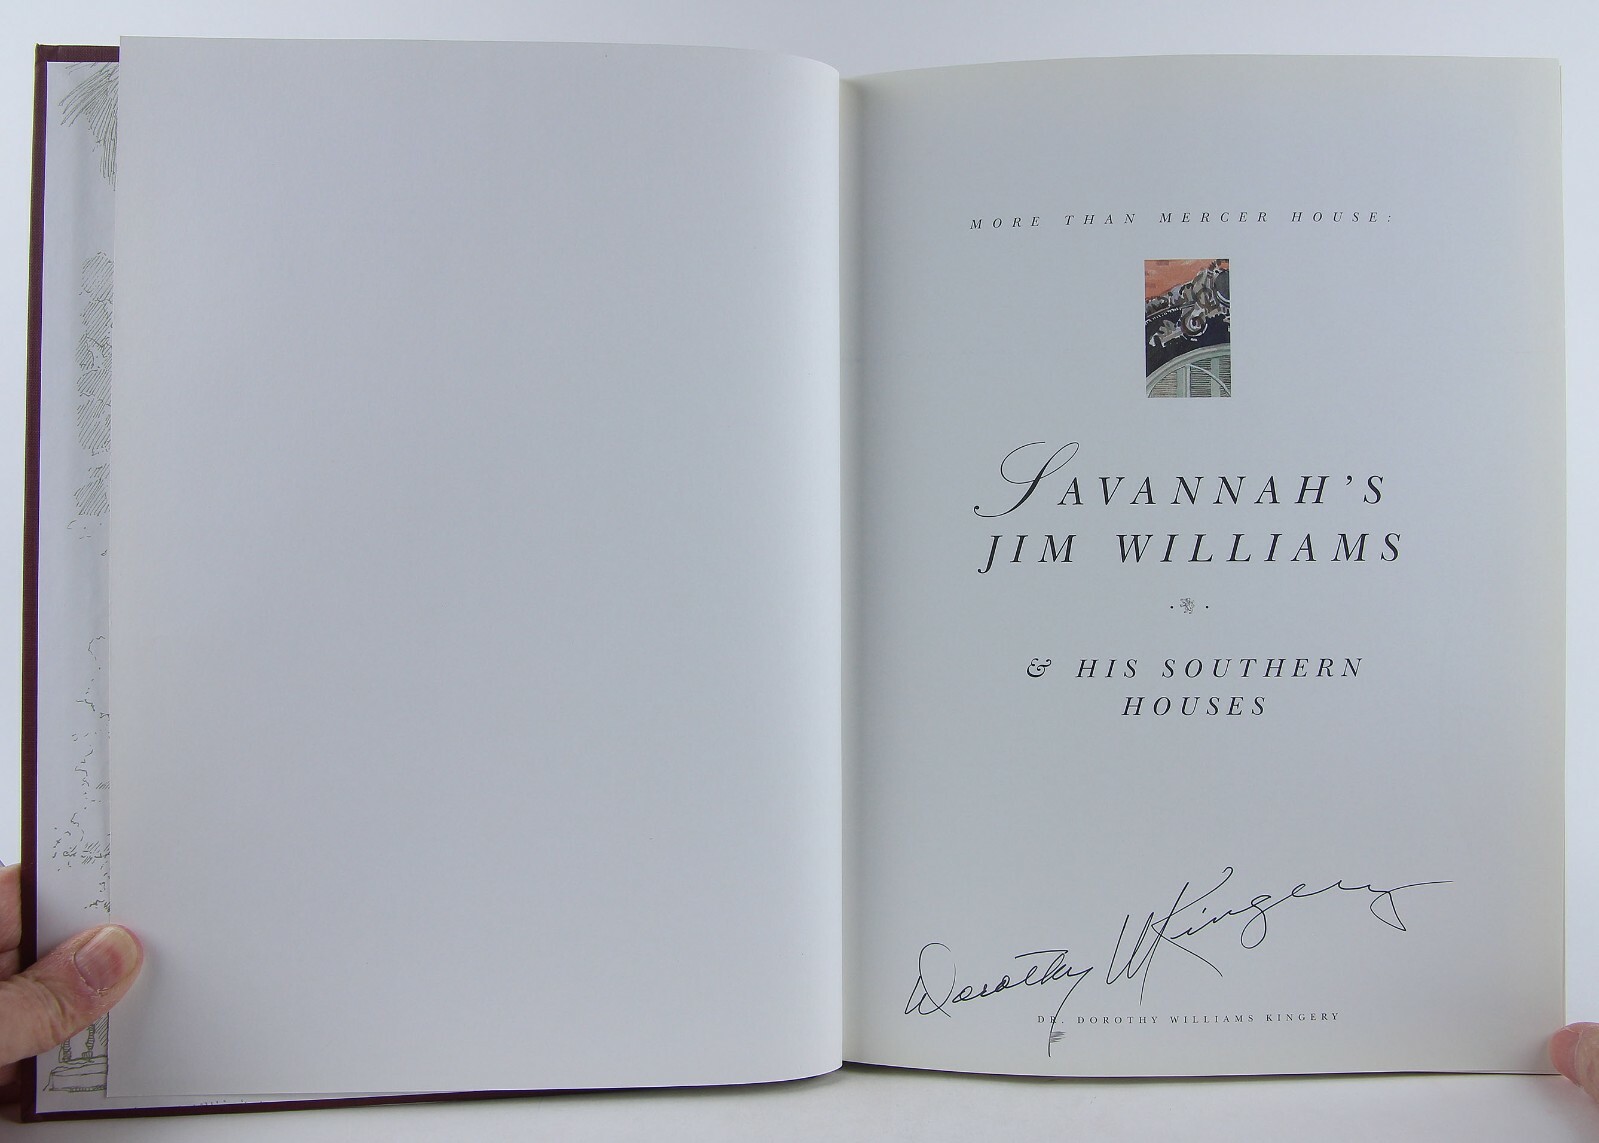 MORE THAN MERCER HOUSE:
SAVANNAH'S
JIM WILLIAMS
& HIS SOUTHERN
HOUSES
Dorothy W Kingery
DR. DOROTHY WILLIAMS KINGERY